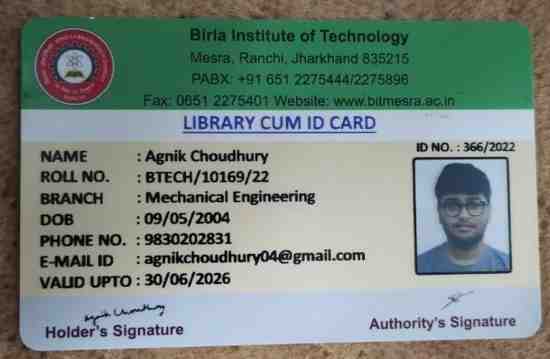 Birla Institute of Technology
Mesra, Ranchi, Jharkhand 835215
PABX: +91 651 2275444/2275896
Fax: 0651 2275401 Website: www.bitmesra.ac.in
LIBRARY CUM ID CARD
ID NO. : 366/2022
NAME : Agnik Choudhury
ROLL NO. : BTECH/10169/22
BRANCH : Mechanical Engineering
DOB : 09/05/2004
PHONE NO. : 9830202831
E-MAIL ID : agnikchoudhury04@gmail.com
VALID UPTO : 30/06/2026
Agnik Choudhury
Holder's Signature
Authority's Signature